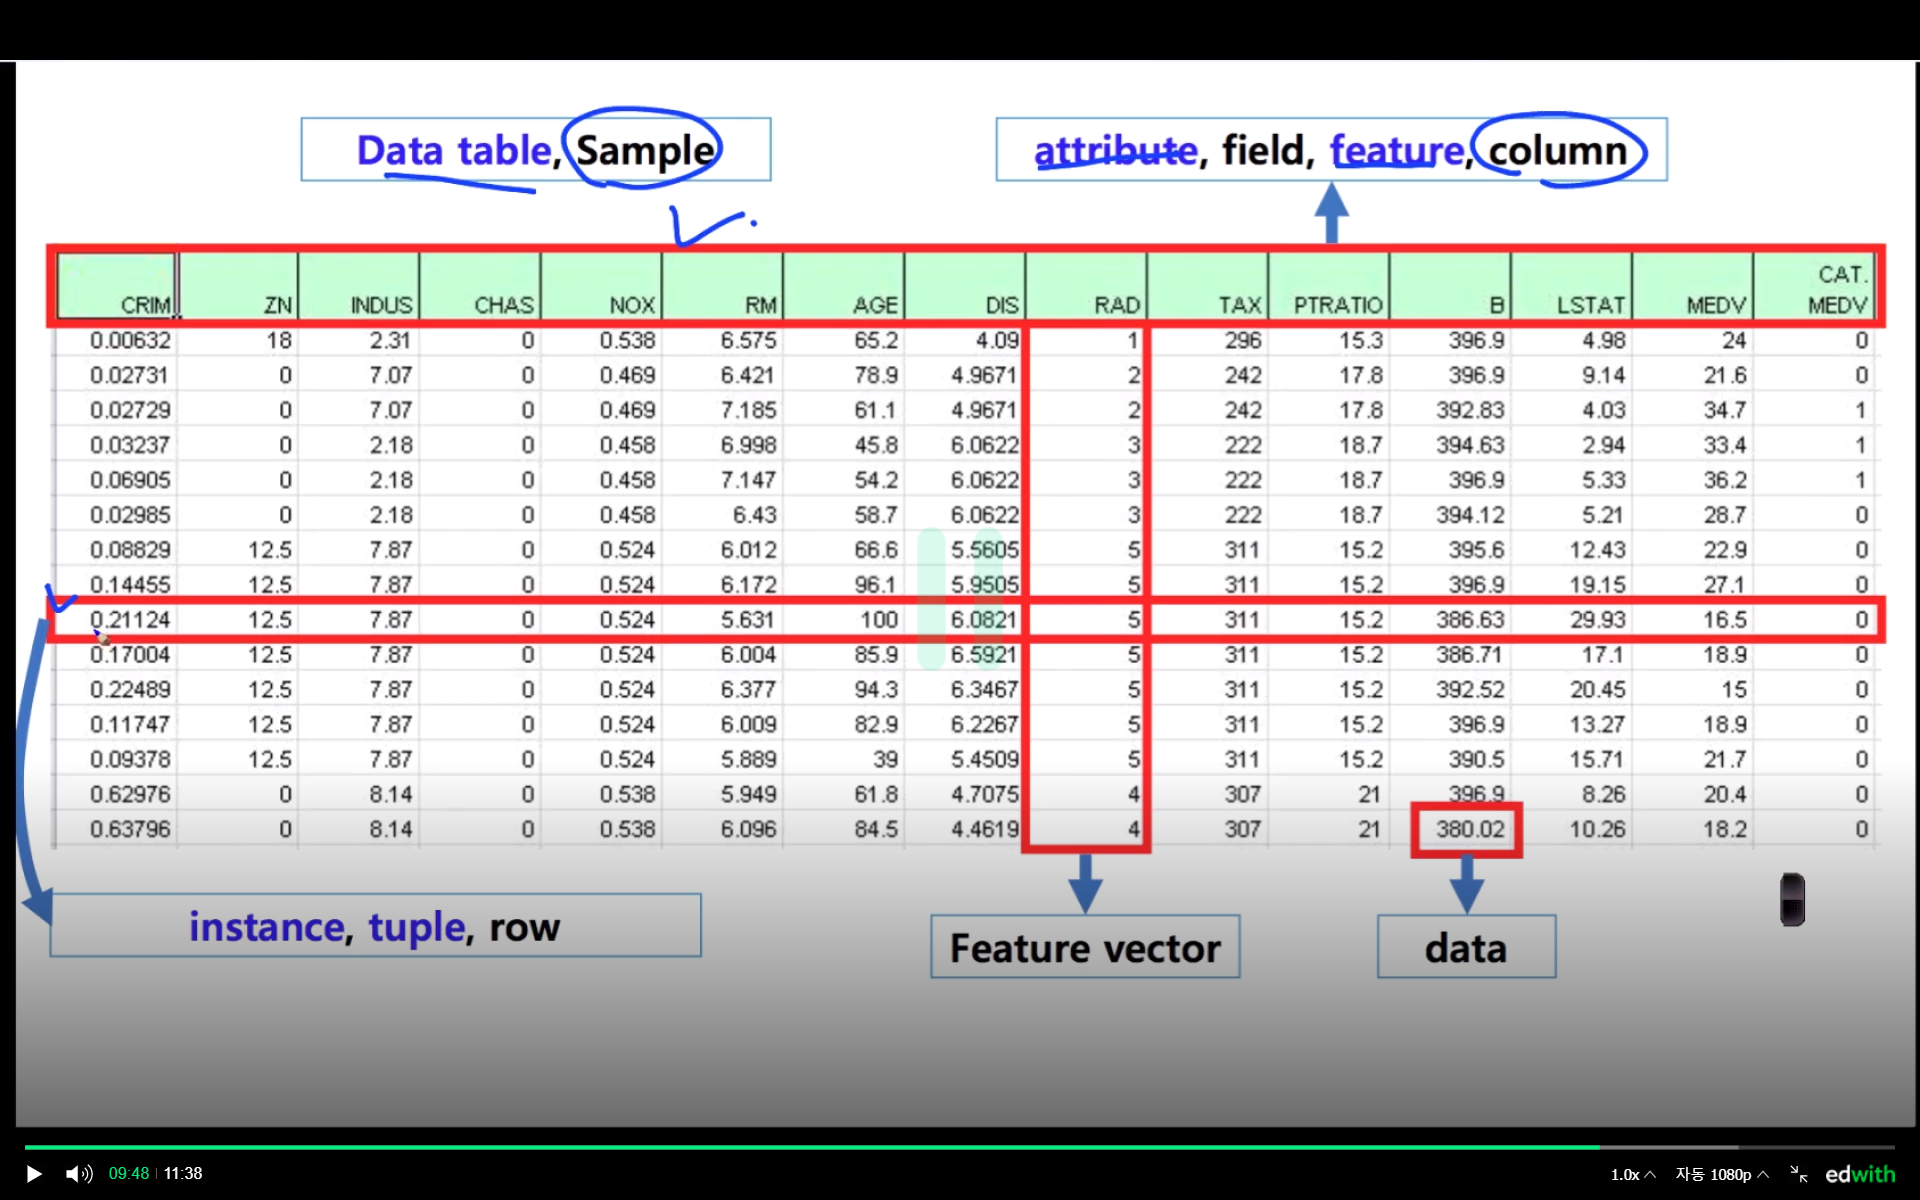 Data table, Sample
attribute, field, feature, column
CRIM ZN INDUS CHAS NOX RM AGE DIS RAD TAX PTRATIO B LSTAT MEDV CAT. MEDV
0.00632 18 2.31 0 0.538 6.575 65.2 4.09 1 296 15.3 396.9 4.98 24 0
0.02731 0 7.07 0 0.469 6.421 78.9 4.9671 2 242 17.8 396.9 9.14 21.6 0
0.02729 0 7.07 0 0.469 7.185 61.1 4.9671 2 242 17.8 392.83 4.03 34.7 1
0.03237 0 2.18 0 0.458 6.998 45.8 6.0622 3 222 18.7 394.63 2.94 33.4 1
0.06905 0 2.18 0 0.458 7.147 54.2 6.0622 3 222 18.7 396.9 5.33 36.2 1
0.02985 0 2.18 0 0.458 6.43 58.7 6.0622 3 222 18.7 394.12 5.21 28.7 0
0.08829 12.5 7.87 0 0.524 6.012 66.6 5.5605 5 311 15.2 395.6 12.43 22.9 0
0.14455 12.5 7.87 0 0.524 6.172 96.1 5.9505 5 311 15.2 396.9 19.15 27.1 0
0.21124 12.5 7.87 0 0.524 5.631 100 6.0821 5 311 15.2 386.63 29.93 16.5 0
0.17004 12.5 7.87 0 0.524 6.004 85.9 6.5921 5 311 15.2 386.71 17.1 18.9 0
0.22489 12.5 7.87 0 0.524 6.377 94.3 6.3467 5 311 15.2 392.52 20.45 15 0
0.11747 12.5 7.87 0 0.524 6.009 82.9 6.2267 5 311 15.2 396.9 13.27 18.9 0
0.09378 12.5 7.87 0 0.524 5.889 39 5.4509 5 311 15.2 390.5 15.71 21.7 0
0.62976 0 8.14 0 0.538 5.949 61.8 4.7075 4 307 21 396.9 8.26 20.4 0
0.63796 0 8.14 0 0.538 6.096 84.5 4.4619 4 307 21 380.02 10.26 18.2 0
instance, tuple, row
Feature vector
data
09:48 11:38 1.0x 자동 1080p edwith